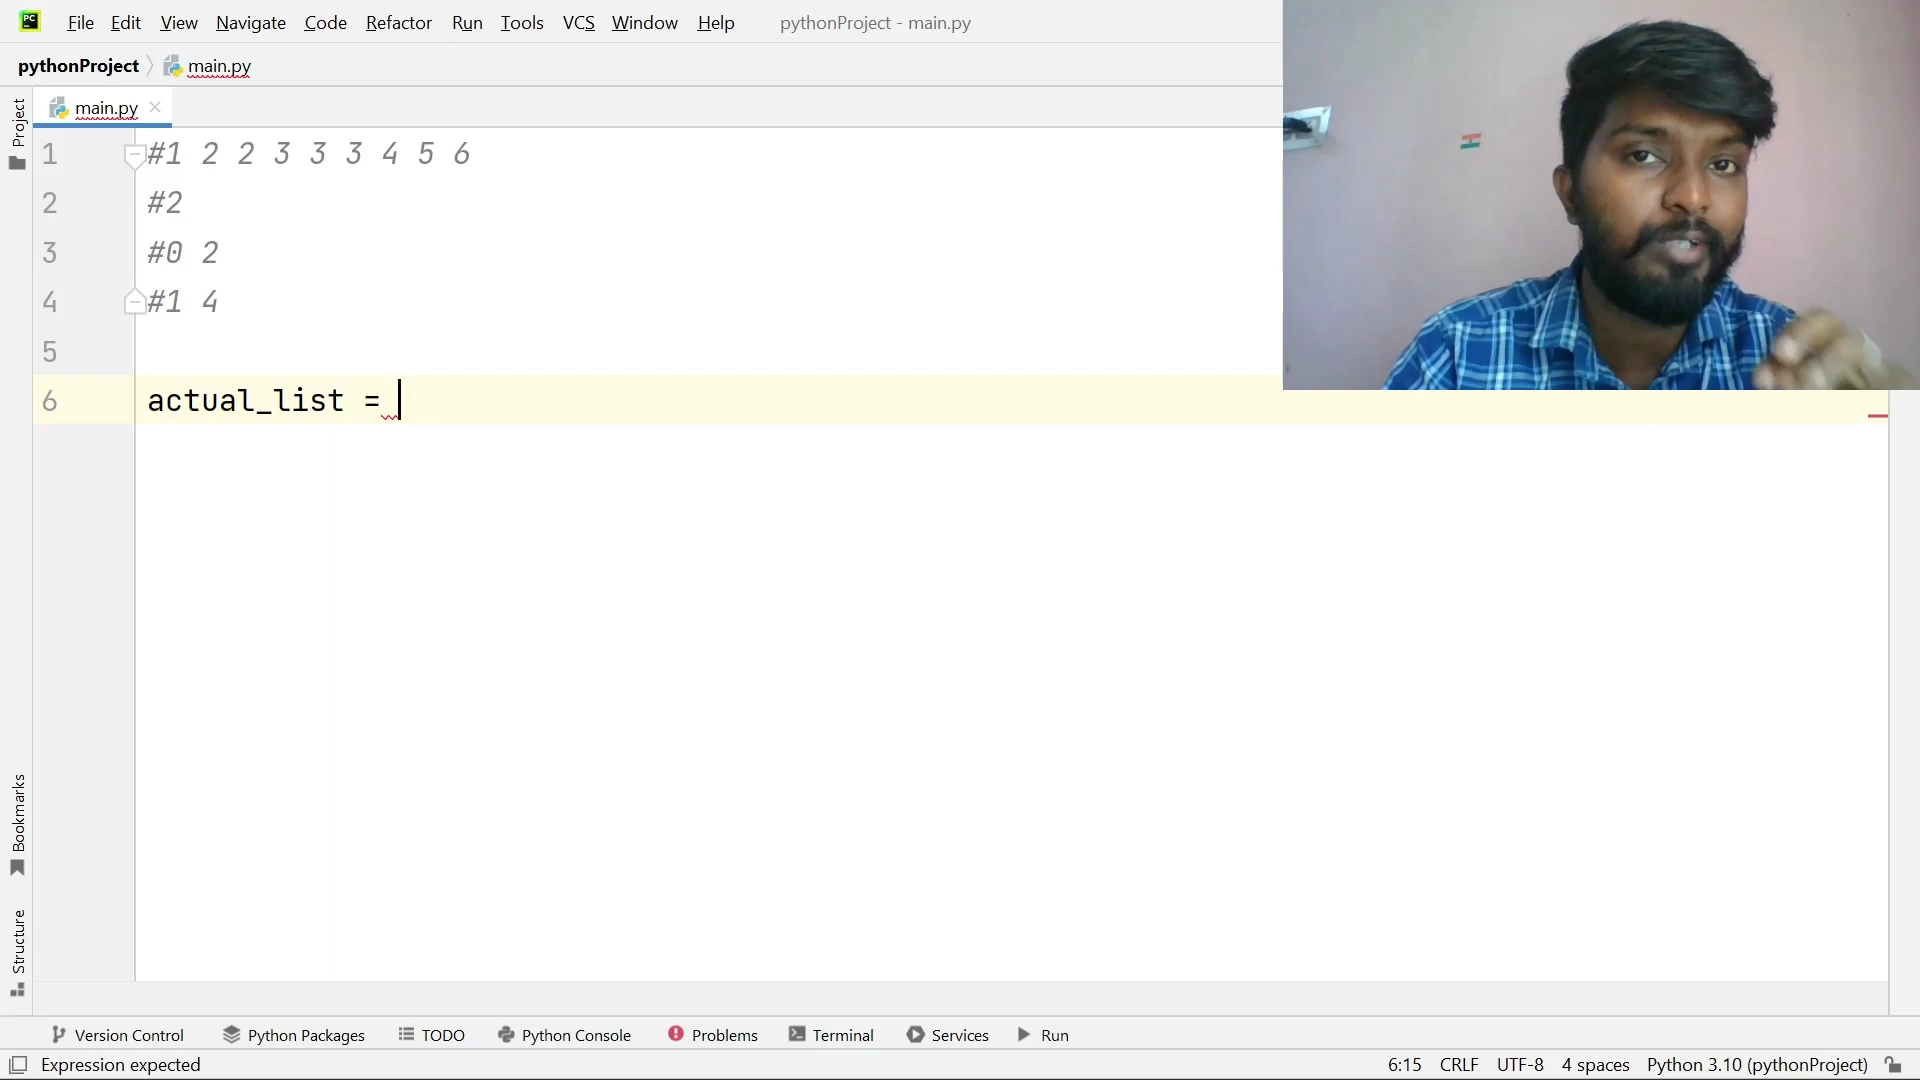 PC
File Edit View Navigate Code Refactor Run Tools VCS Window Help pythonProject - main.py
pythonProject main.py
main.py
Project
1 #1 2 2 3 3 3 4 5 6
2 #2
3 #0 2
4 #1 4
5
6 actual_list =
Bookmarks
Structure
Version Control Python Packages TODO Python Console Problems Terminal Services Run
Expression expected 6:15 CRLF UTF-8 4 spaces Python 3.10 (pythonProject)